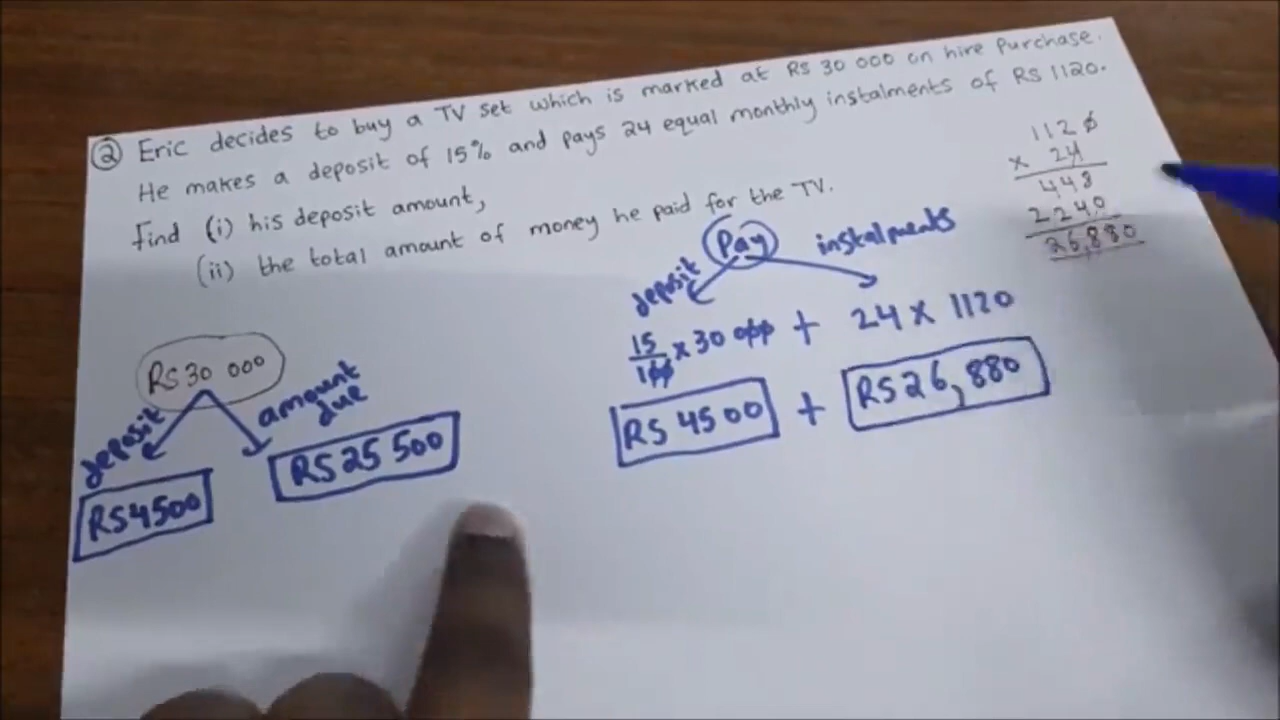 ② Eric decides to buy a TV set which is marked at Rs 30 000 on hire purchase.
He makes a deposit of 15% and pays 24 equal monthly instalments of Rs 1120.
find (i) his deposit amount,
(ii) the total amount of money he paid for the TV.
1120
x 24
448
2240
26,880
Pay
deposit instalments
15/100 x 30 000 + 24 x 1120
Rs 4500 + Rs 26,880
Rs 30 000
deposit amount due
Rs 4500 Rs 25 500